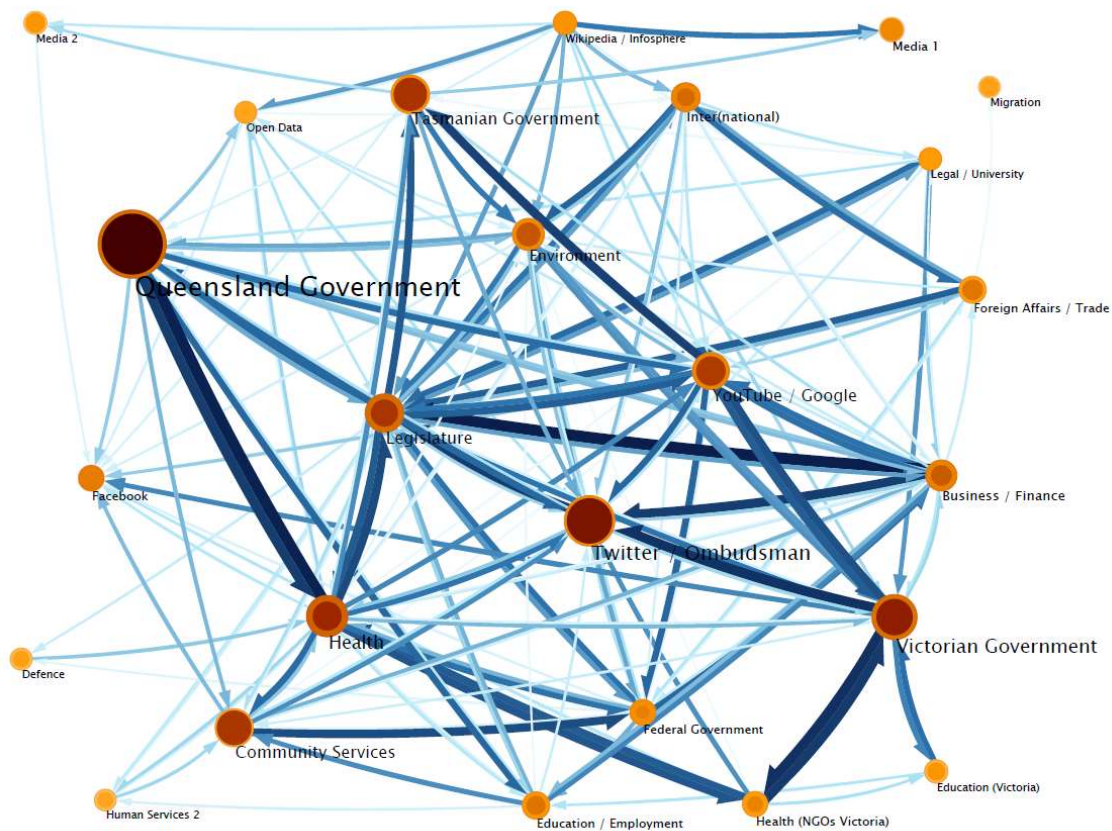 Media 2
Wikipedia / Infosphere
Media 1
Migration
Open Data
Tasmanian Government
Inter(national)
Legal / University
Environment
Queensland Government
Foreign Affairs / Trade
YouTube / Google
Legislature
Facebook
Business / Finance
Twitter / Ombudsman
Health
Victorian Government
Defence
Federal Government
Community Services
Education (Victoria)
Human Services 2
Education / Employment
Health (NGOs Victoria)